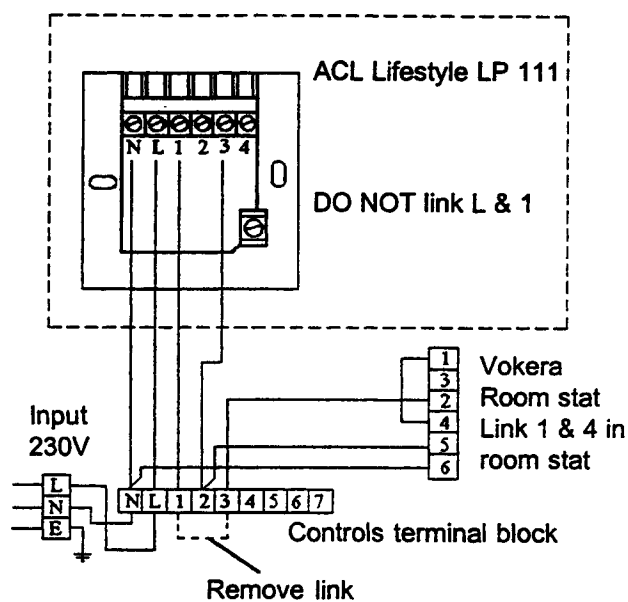 ACL Lifestyle LP 111
N L 1 2 3 4
DO NOT link L & 1
1
3
2
4
5
6
Vokera
Room stat
Link 1 & 4 in
room stat
Input
230V
L
N
E
N L 1 2 3 4 5 6 7
Controls terminal block
Remove link